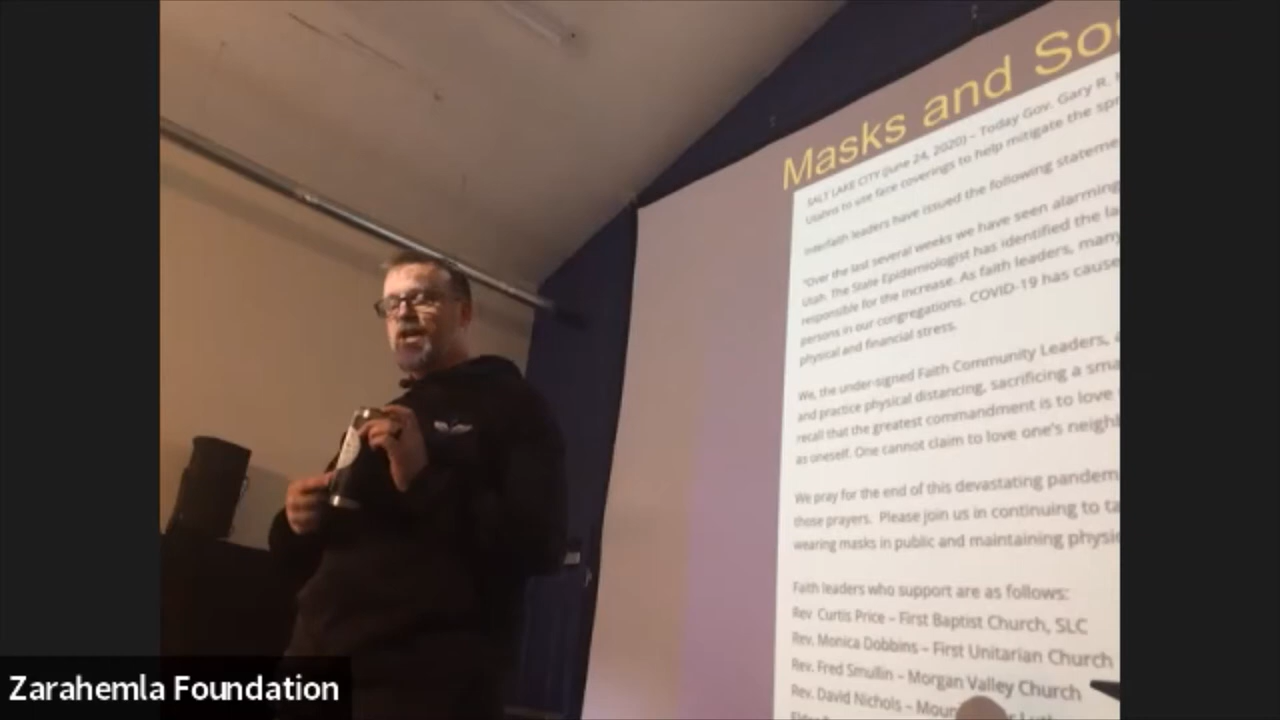 Masks and So
SALT LAKE CITY (June 24, 2020) – Today Gov. Gary R.
Utahns to use face coverings to help mitigate the spr
Interfaith leaders have issued the following stateme
"Over the last several weeks we have seen alarming
Utah. The State Epidemiologist has identified the la
responsible for the increase. As faith leaders, many
persons in our congregations. COVID-19 has cause
physical and financial stress.
We, the under-signed Faith Community Leaders, a
and practice physical distancing, sacrificing a sma
recall that the greatest commandment is to love
as oneself. One cannot claim to love one's neighb
We pray for the end of this devastating pandem
those prayers. Please join us in continuing to ta
wearing masks in public and maintaining physic
Faith leaders who support are as follows:
Rev. Curtis Price – First Baptist Church, SLC
Rev. Monica Dobbins – First Unitarian Church
Rev. Fred Smullin – Morgan Valley Church
Rev. David Nichols – Moun
Zarahemla Foundation